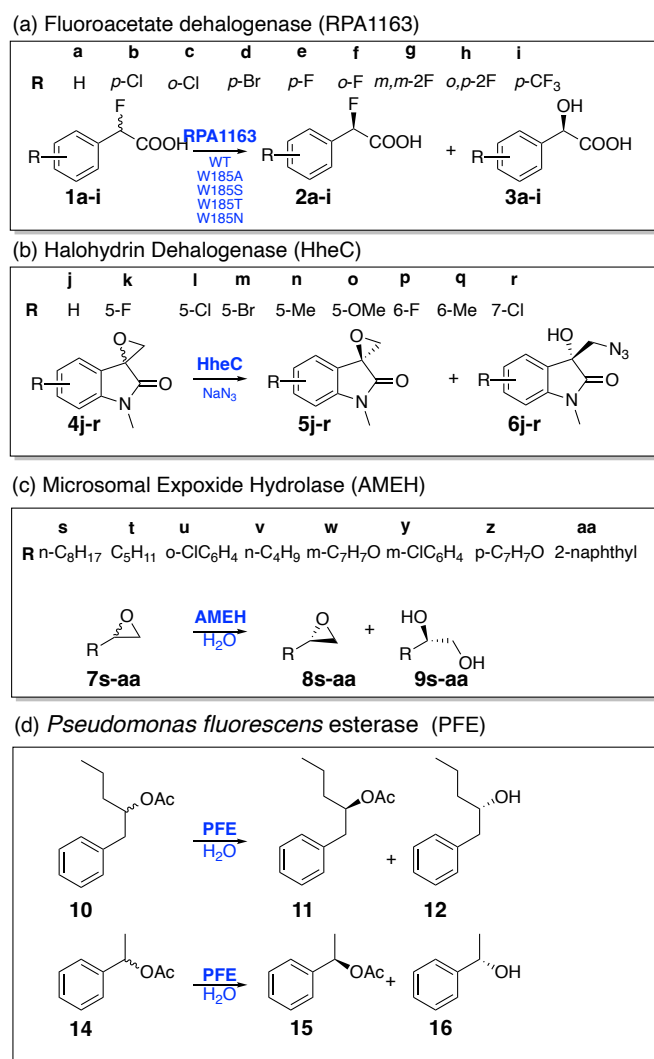 (a) Fluoroacetate dehalogenase (RPA1163)
a b c d e f g h i
R H p-Cl o-Cl p-Br p-F o-F m,m-2F o,p-2F p-CF3
F F OH
R COOH RPA1163 R COOH + R COOH
WT
W185A
W185S
W185T
W185N
1a-i 2a-i 3a-i
(b) Halohydrin Dehalogenase (HheC)
j k l m n o p q r
R H 5-F 5-Cl 5-Br 5-Me 5-OMe 6-F 6-Me 7-Cl
O O HO N3
R O HheC R O + R O
N NaN3 N N
4j-r 5j-r 6j-r
(c) Microsomal Expoxide Hydrolase (AMEH)
s t u v w y z aa
R n-C8H17 C5H11 o-ClC6H4 n-C4H9 m-C7H7O m-ClC6H4 p-C7H7O 2-naphthyl
O AMEH O + HO
R H2O R R OH
7s-aa 8s-aa 9s-aa
(d) Pseudomonas fluorescens esterase (PFE)
OAc OAc OH
PFE
H2O +
10 11 12
OAc PFE OAc + OH
H2O
14 15 16